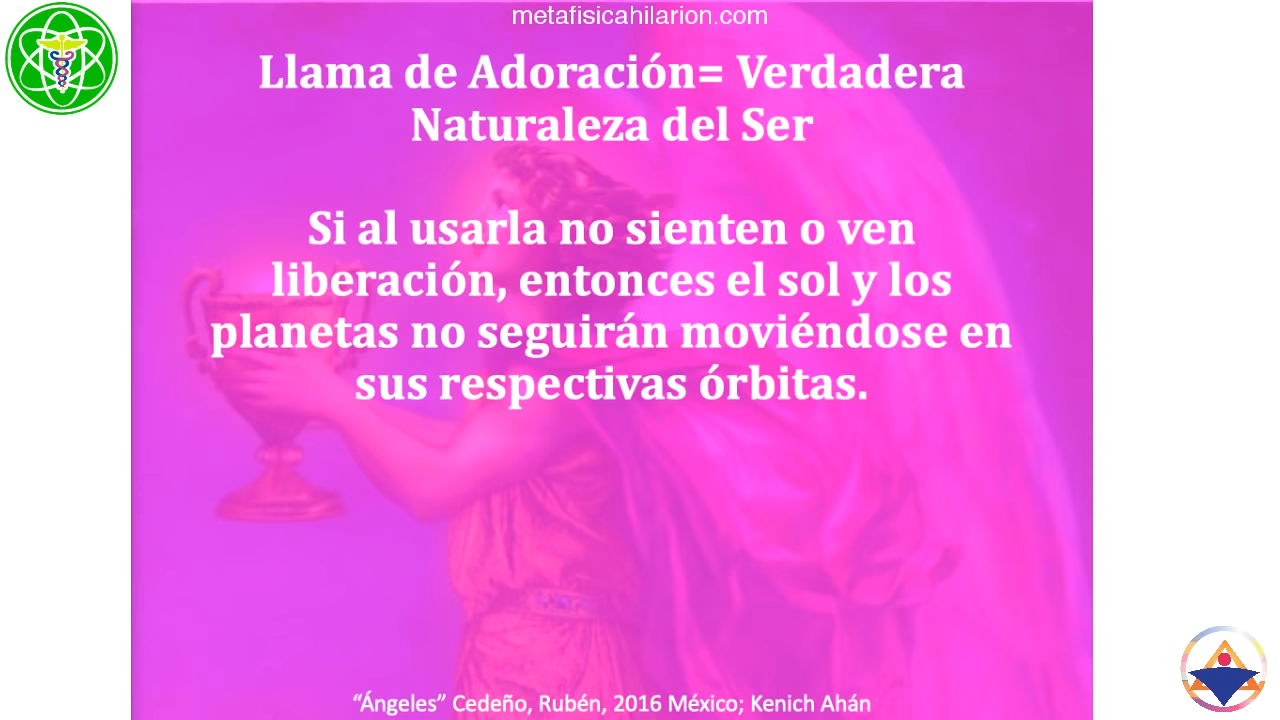 metafisicahilarion.com
Llama de Adoración= Verdadera
Naturaleza del Ser
Si al usarla no sienten o ven
liberación, entonces el sol y los
planetas no seguirán moviéndose en
sus respectivas órbitas.
“Ángeles” Cedeño, Rubén, 2016 México; Kenich Ahán